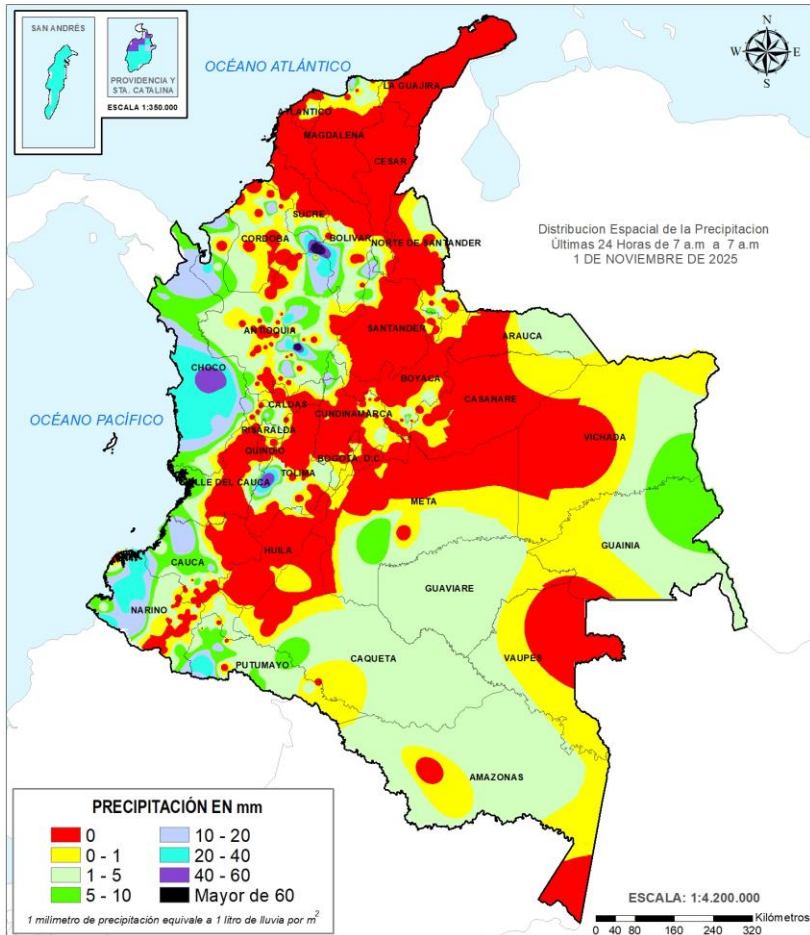 SAN ANDRÉS
PROVIDENCIA Y
STA. CATALINA
ESCALA 1:350.000
OCÉANO ATLÁNTICO
N
W
E
S
LA GUAJIRA
ATLANTICO
MAGDALENA
CESAR
SUCRE
CORDOBA
BOLIVAR
NORTE DE SANTANDER
Distribucion Espacial de la Precipitacion
Últimas 24 Horas de 7 a.m a 7 a.m
1 DE NOVIEMBRE DE 2025
ANTIOQUIA
SANTANDER
ARAUCA
CHOCO
BOYACA
CASANARE
OCÉANO PACÍFICO
CALDAS
CUNDINAMARCA
RISARALDA
VICHADA
QUINDIO
BOGOTA, D.C.
TOLIMA
VALLE DEL CAUCA
META
CAUCA
HUILA
GUAINIA
GUAVIARE
NARIÑO
VAUPES
CAQUETA
PUTUMAYO
AMAZONAS
PRECIPITACIÓN EN mm
0
0 - 1
1 - 5
5 - 10
10 - 20
20 - 40
40 - 60
Mayor de 60
1 milímetro de precipitación equivale a 1 litro de lluvia por m²
ESCALA: 1:4.200.000
Kilómetros
0 40 80 160 240 320